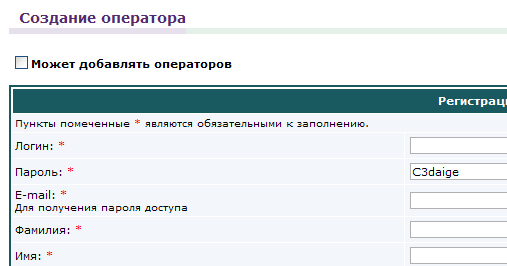 Создание оператора
Может добавлять операторов
Регистрац
Пункты помеченные * являются обязательными к заполнению.
Логин: *
Пароль: * C3daige
E-mail: *
Для получения пароля доступа
Фамилия: *
Имя: *